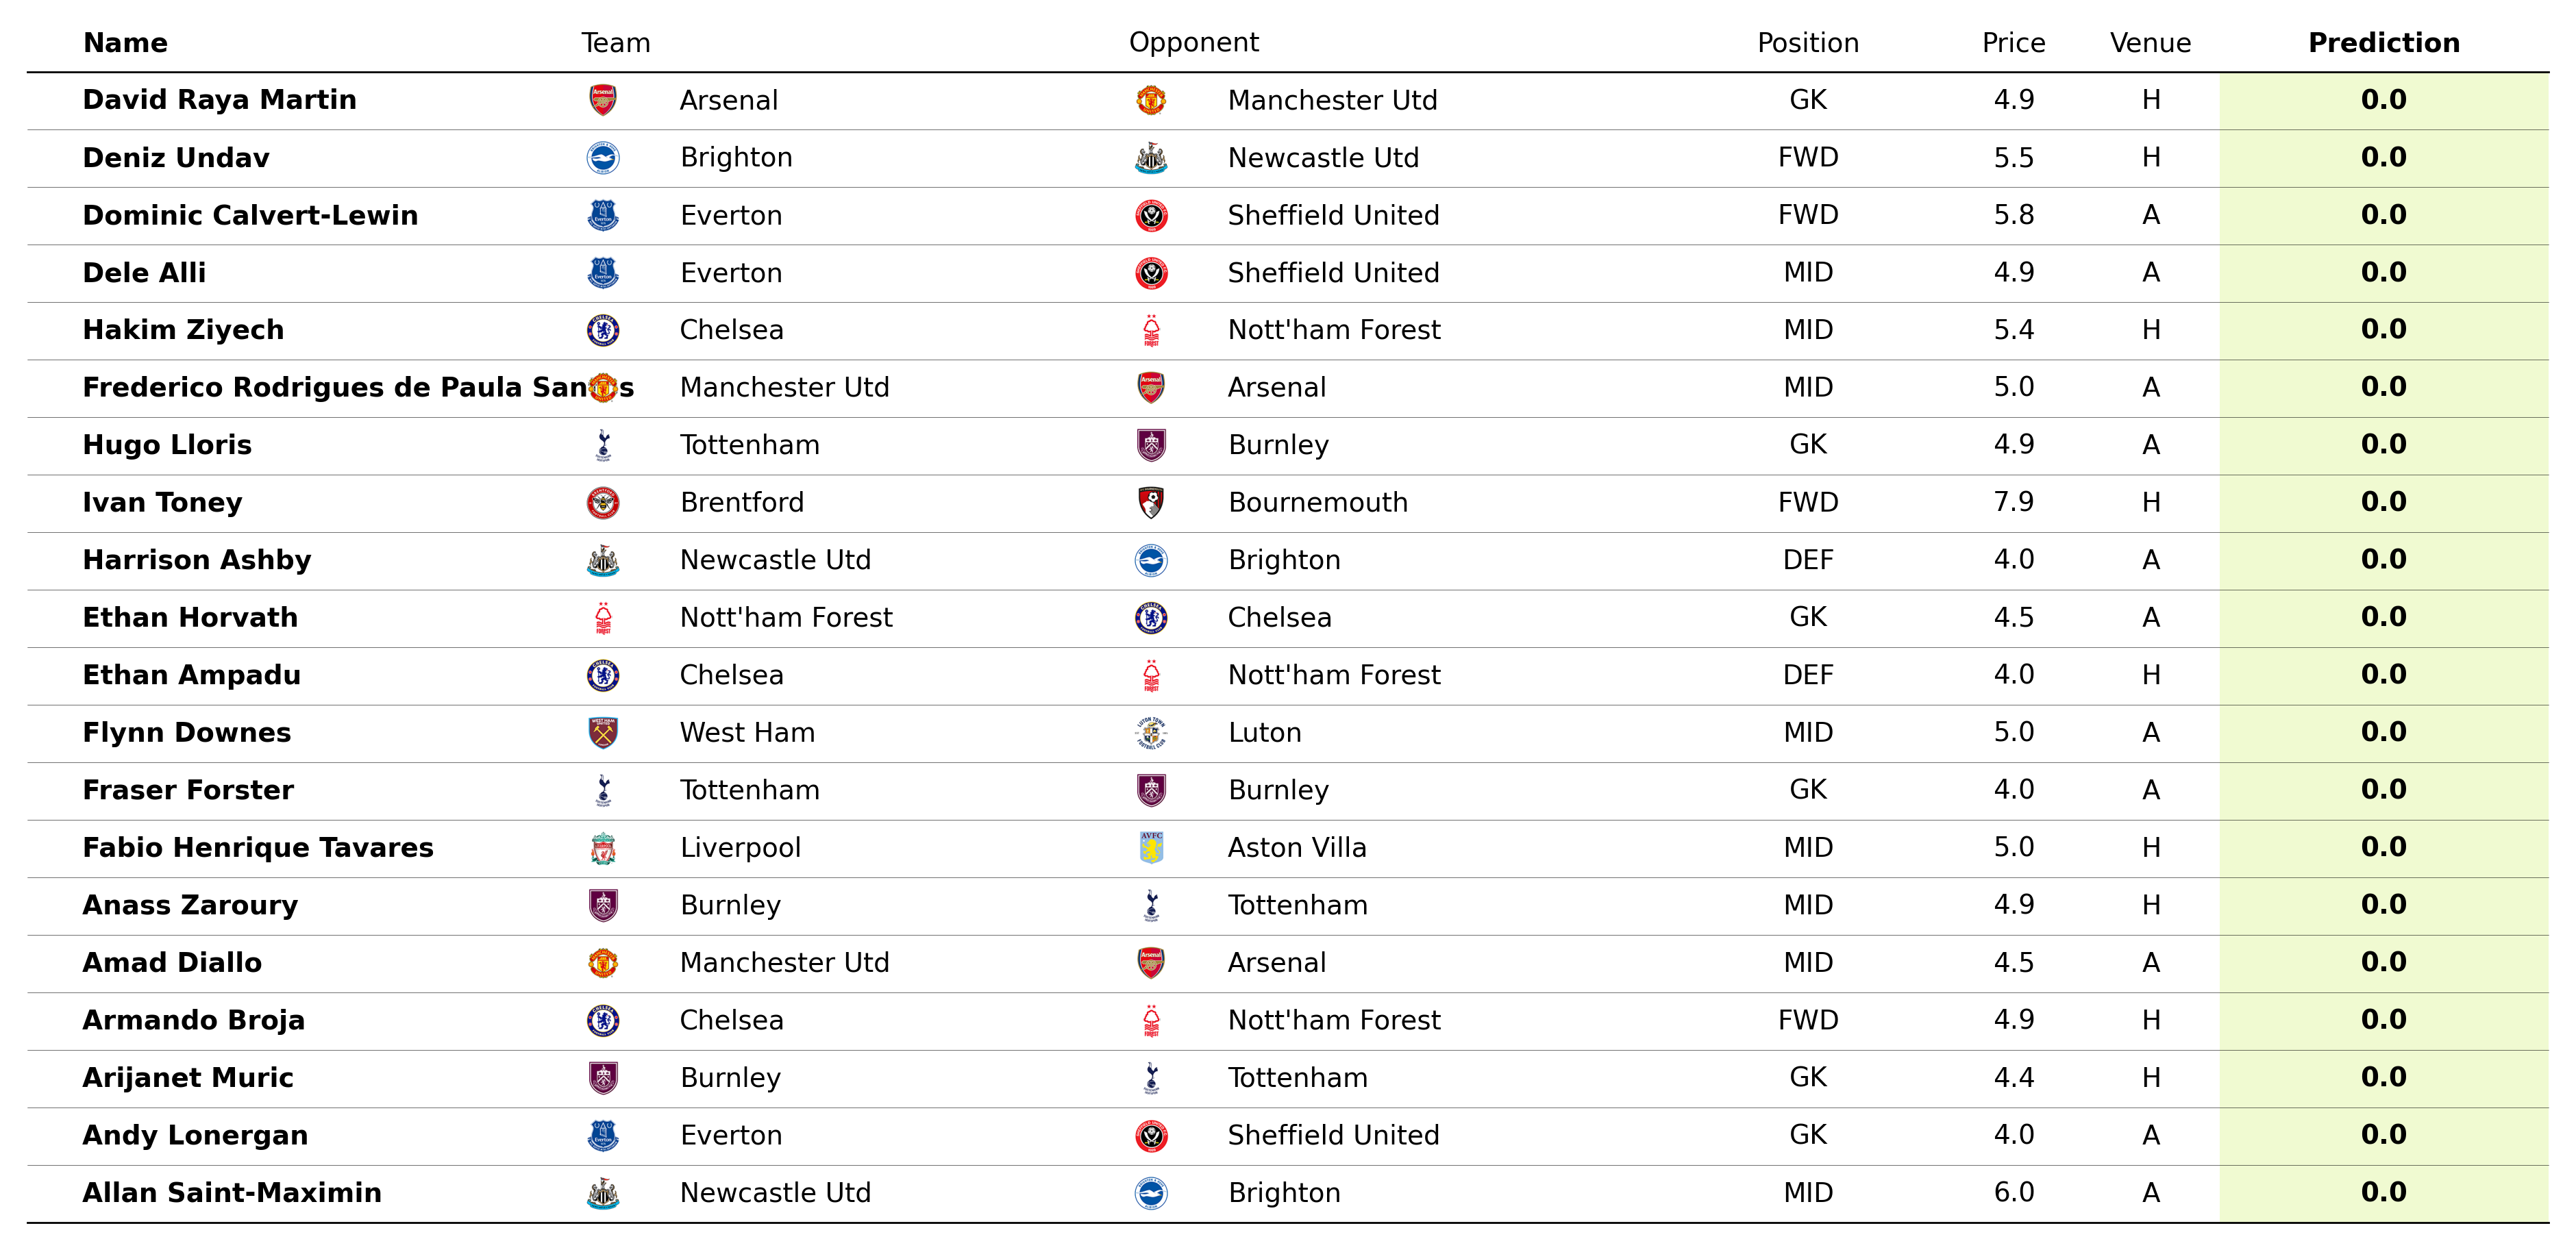 Name Team Opponent Position Price Venue Prediction
David Raya Martin Arsenal Manchester Utd GK 4.9 H 0.0
Deniz Undav Brighton Newcastle Utd FWD 5.5 H 0.0
Dominic Calvert-Lewin Everton Sheffield United FWD 5.8 A 0.0
Dele Alli Everton Sheffield United MID 4.9 A 0.0
Hakim Ziyech Chelsea Nott'ham Forest MID 5.4 H 0.0
Frederico Rodrigues de Paula Santos Manchester Utd Arsenal MID 5.0 A 0.0
Hugo Lloris Tottenham Burnley GK 4.9 A 0.0
Ivan Toney Brentford Bournemouth FWD 7.9 H 0.0
Harrison Ashby Newcastle Utd Brighton DEF 4.0 A 0.0
Ethan Horvath Nott'ham Forest Chelsea GK 4.5 A 0.0
Ethan Ampadu Chelsea Nott'ham Forest DEF 4.0 H 0.0
Flynn Downes West Ham Luton MID 5.0 A 0.0
Fraser Forster Tottenham Burnley GK 4.0 A 0.0
Fabio Henrique Tavares Liverpool Aston Villa MID 5.0 H 0.0
Anass Zaroury Burnley Tottenham MID 4.9 H 0.0
Amad Diallo Manchester Utd Arsenal MID 4.5 A 0.0
Armando Broja Chelsea Nott'ham Forest FWD 4.9 H 0.0
Arijanet Muric Burnley Tottenham GK 4.4 H 0.0
Andy Lonergan Everton Sheffield United GK 4.0 A 0.0
Allan Saint-Maximin Newcastle Utd Brighton MID 6.0 A 0.0